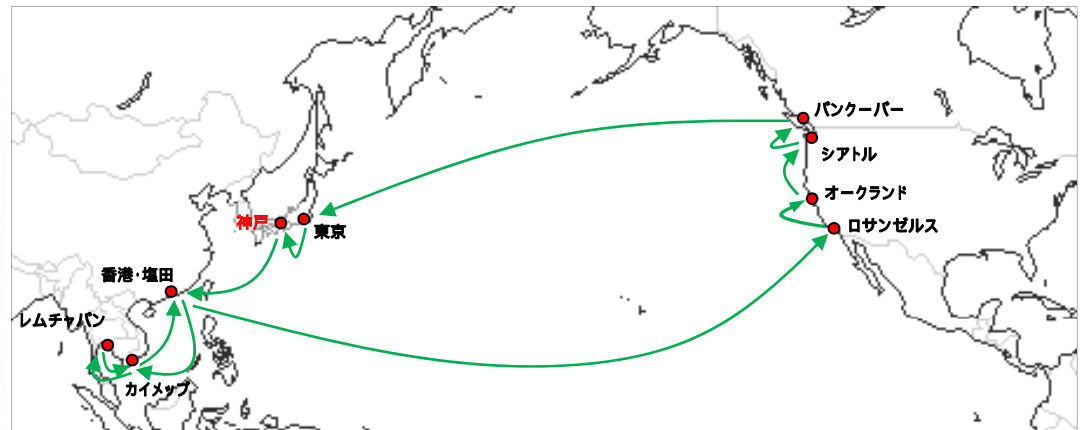 バンクーバー
シアトル
オークランド
ロサンゼルス
神戸
東京
香港・塩田
レムチャバン
カイメップ